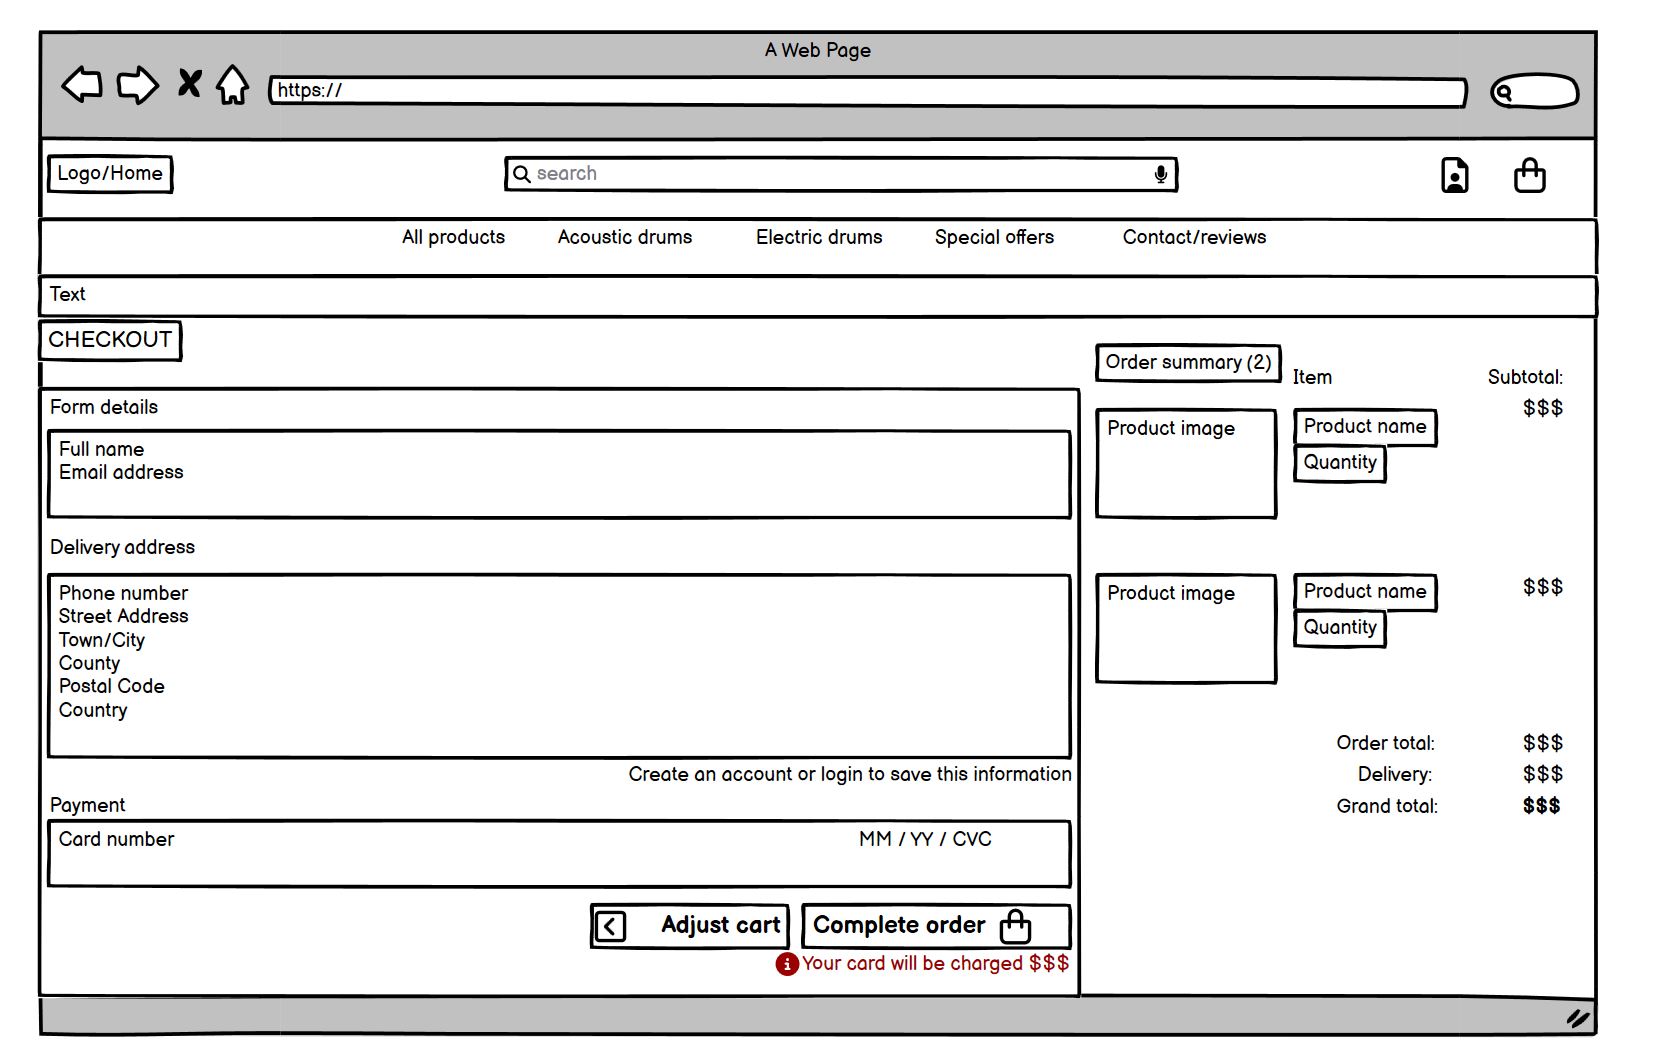 A Web Page
https://
Logo/Home
search
All products
Acoustic drums
Electric drums
Special offers
Contact/reviews
Text
CHECKOUT
Form details
Full name
Email address
Delivery address
Phone number
Street Address
Town/City
County
Postal Code
Country
Create an account or login to save this information
Payment
Card number
MM / YY / CVC
Adjust cart
Complete order
Your card will be charged $$$
Order summary (2)
Item
Subtotal:
$$$
Product image
Product name
Quantity
Product image
Product name
Quantity
$$$
Order total: $$$
Delivery: $$$
Grand total: $$$